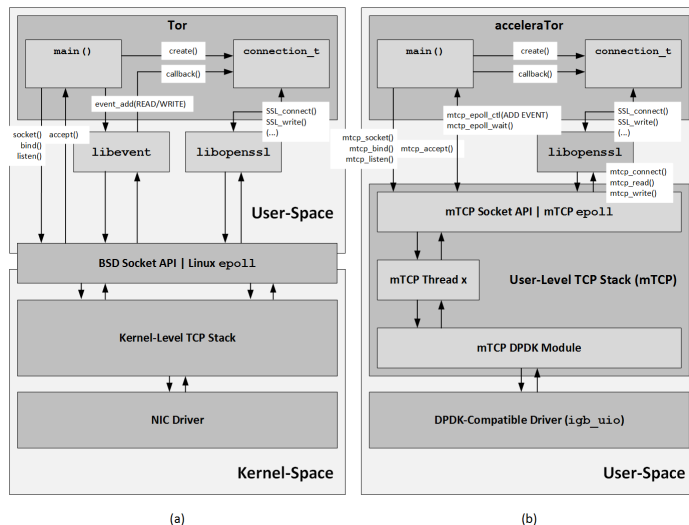 Tor
main()
create()
connection_t
callback()
event_add(READ/WRITE)
SSL_connect()
SSL_write()
(...)
socket()
bind()
listen()
accept()
libevent
libopenssl
User-Space
BSD Socket API | Linux epoll
Kernel-Level TCP Stack
NIC Driver
Kernel-Space
(a)
acceleraTor
main()
create()
connection_t
callback()
mtcp_epoll_ctl(ADD EVENT)
mtcp_epoll_wait()
SSL_connect()
SSL_write()
(...)
mtcp_socket()
mtcp_bind()
mtcp_listen()
mtcp_accept()
libopenssl
mtcp_connect()
mtcp_read()
mtcp_write()
mTCP Socket API | mTCP epoll
mTCP Thread x
User-Level TCP Stack (mTCP)
mTCP DPDK Module
DPDK-Compatible Driver (igb_uio)
User-Space
(b)